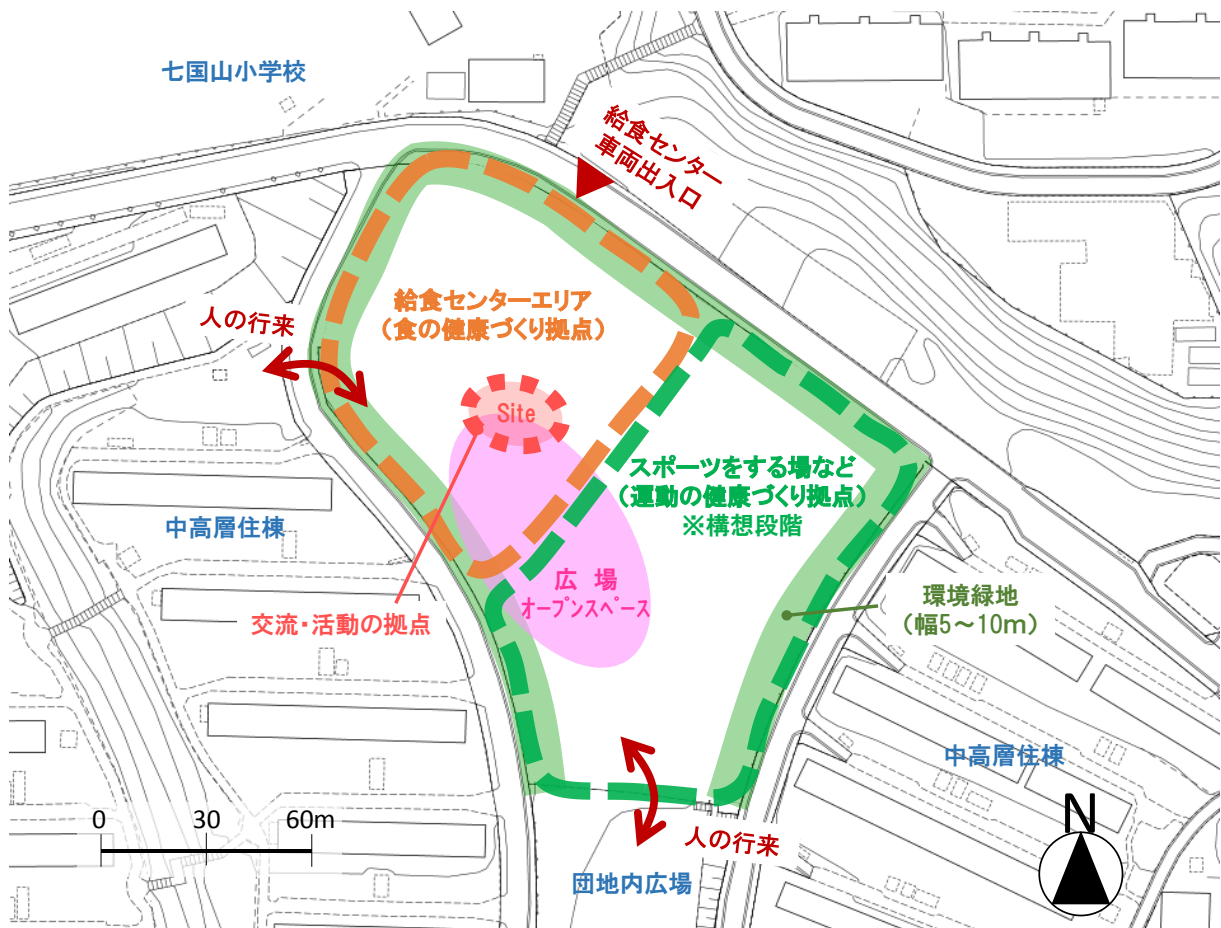 七国山小学校
給食センター
車両出入口
給食センターエリア
（食の健康づくり拠点）
人の行来
Site
スポーツをする場など
（運動の健康づくり拠点）
※構想段階
中高層住棟
広 場
オープンスペース
環境緑地
（幅5～10ｍ）
交流・活動の拠点
中高層住棟
0 30 60m
人の行来
団地内広場
N